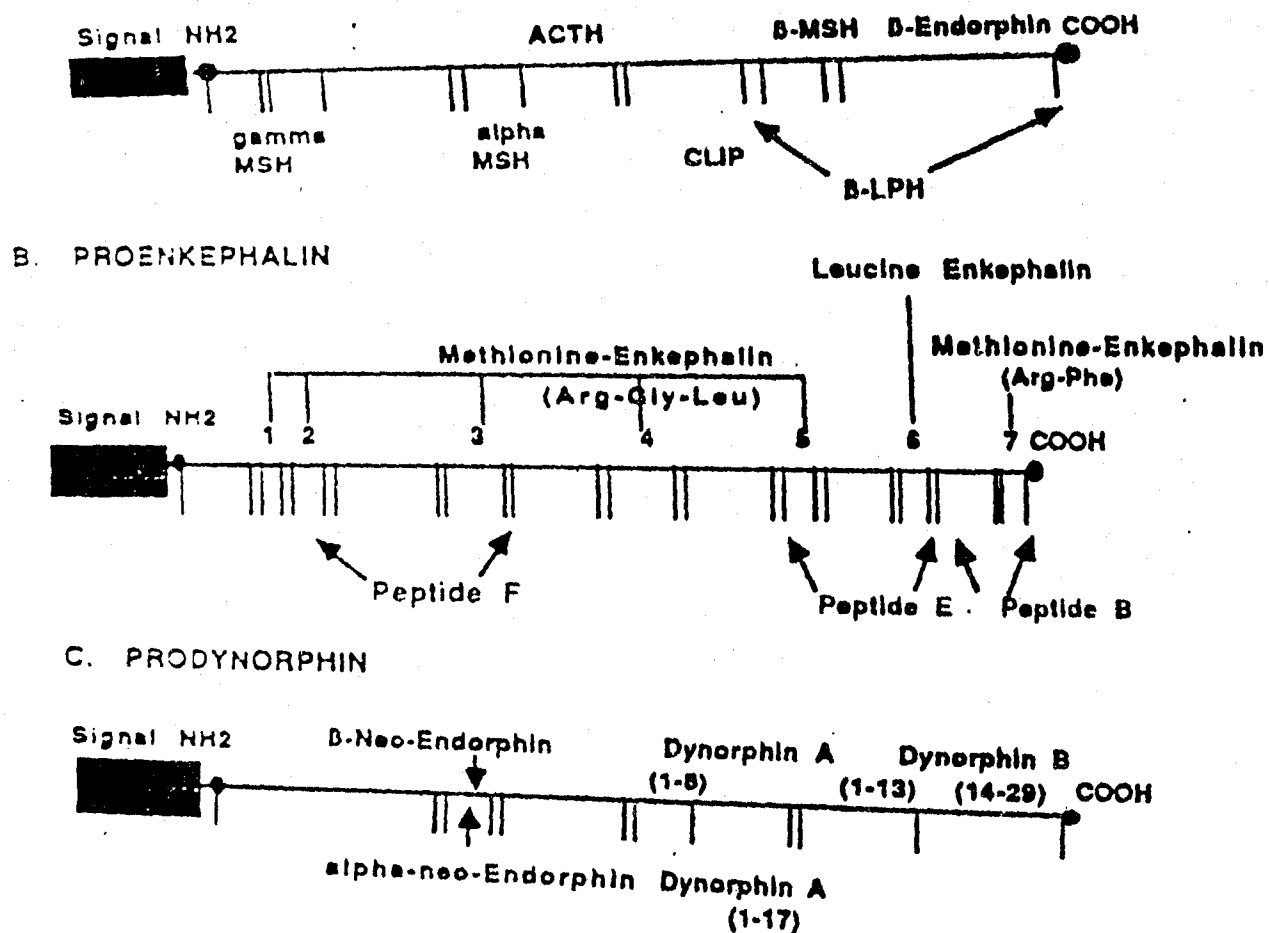 Signal NH2
ACTH
β-MSH β-Endorphin COOH
gamma
MSH
alpha
MSH
CLIP
β-LPH
B. PROENKEPHALIN
Leucine Enkephalin
Methionine-Enkephalin
(Arg-Gly-Leu)
Methionine-Enkephalin
(Arg-Phe)
Signal NH2
1 2 3 4 5 6 7 COOH
Peptide F
Peptide E
Peptide B
C. PRODYNORPHIN
Signal NH2
β-Neo-Endorphin
Dynorphin A
(1-8)
(1-13)
Dynorphin B
(14-29)
COOH
alpha-neo-Endorphin
Dynorphin A
(1-17)